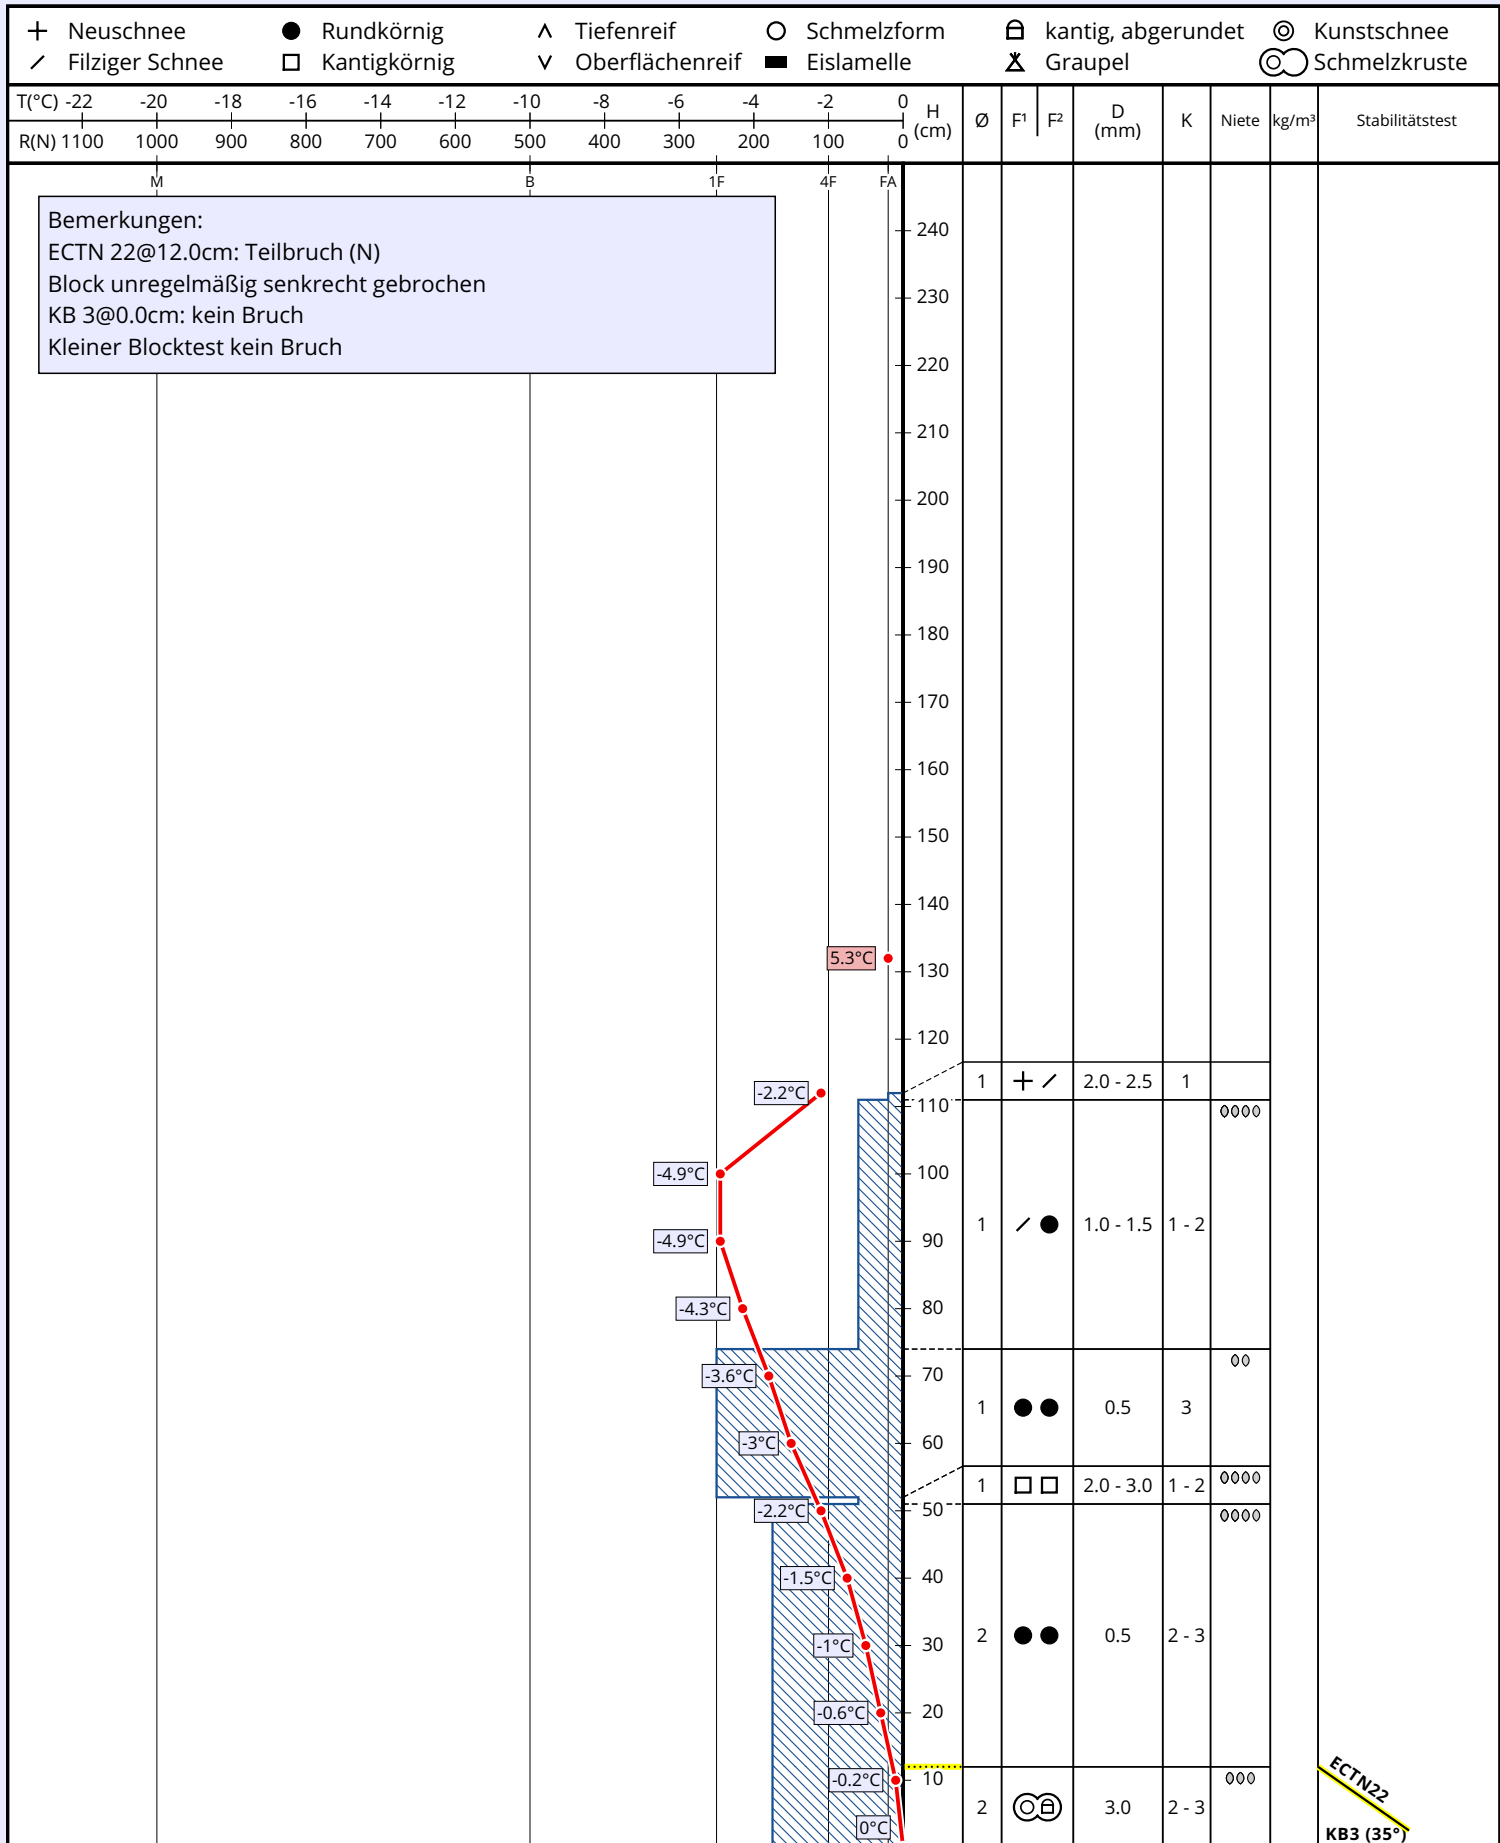 Neuschnee Rundkörnig Tiefenreif Schmelzform kantig, abgerundet Kunstschnee
Filziger Schnee Kantigkörnig Oberflächenreif Eislamelle Graupel Schmelzkruste
T(°C) -22 -20 -18 -16 -14 -12 -10 -8 -6 -4 -2 0
R(N) 1100 1000 900 800 700 600 500 400 300 200 100 0
H (cm) Ø F¹ F² D (mm) K Niete kg/m³ Stabilitätstest
M B 1F 4F FA
Bemerkungen:
ECTN 22@12.0cm: Teilbruch (N)
Block unregelmäßig senkrecht gebrochen
KB 3@0.0cm: kein Bruch
Kleiner Blocktest kein Bruch
240
230
220
210
200
190
180
170
160
150
140
5.3°C
130
120
1 2.0 - 2.5 1
-2.2°C
110
-4.9°C 100
1 1.0 - 1.5 1 - 2
-4.9°C 90
-4.3°C 80
-3.6°C 70
1 0.5 3
-3°C 60
1 2.0 - 3.0 1 - 2
-2.2°C 50
-1.5°C 40
2 0.5 2 - 3
-1°C 30
-0.6°C 20
-0.2°C 10
ECTN22
2 3.0 2 - 3
0°C
KB3 (35°)